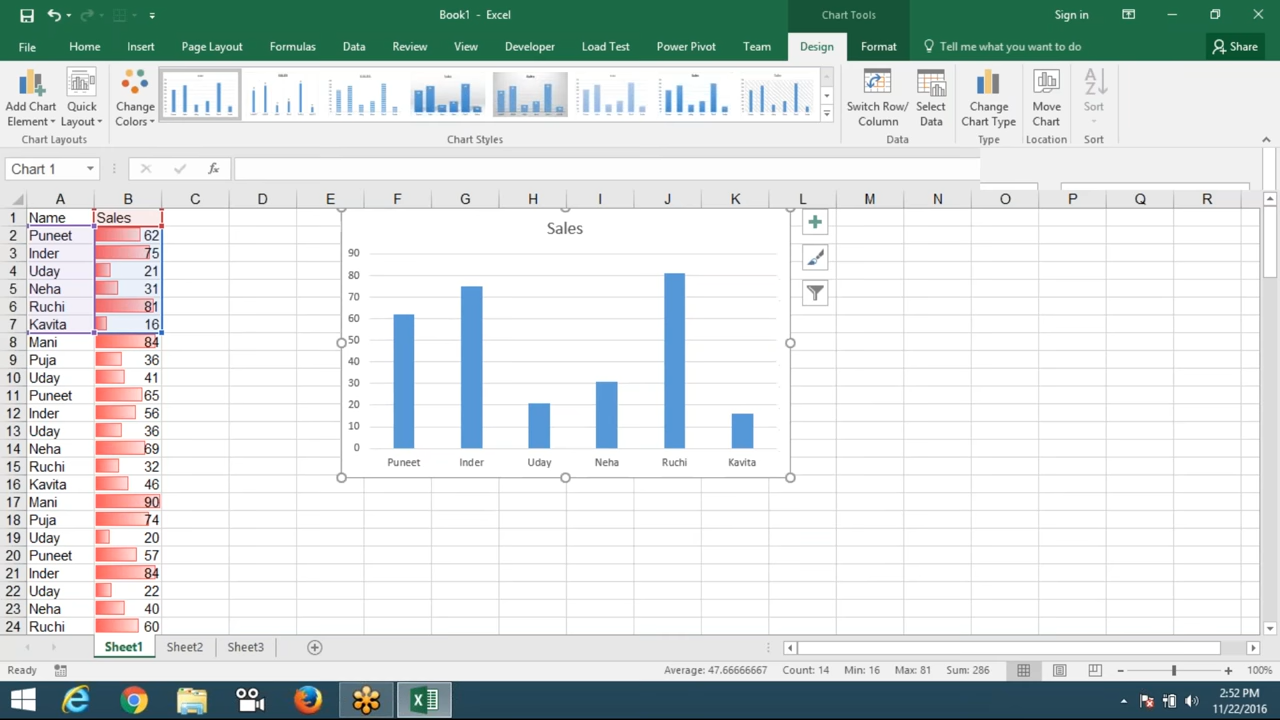 Book1 - Excel
Chart Tools
Sign in
File
Home
Insert
Page Layout
Formulas
Data
Review
View
Developer
Load Test
Power Pivot
Team
Design
Format
Tell me what you want to do
Share
Add Chart
Element
Quick
Layout
Change
Colors
Switch Row/
Column
Select
Data
Change
Chart Type
Move
Chart
Sort
Chart Layouts
Chart Styles
Data
Type
Location
Sort
Chart 1
fx
A B C D E F G H I J K L M N O P Q R
1 Name Sales
2 Puneet 62
3 Inder 75
4 Uday 21
5 Neha 31
6 Ruchi 81
7 Kavita 16
8 Mani 84
9 Puja 36
10 Uday 41
11 Puneet 65
12 Inder 56
13 Uday 36
14 Neha 69
15 Ruchi 32
16 Kavita 46
17 Mani 90
18 Puja 74
19 Uday 20
20 Puneet 57
21 Inder 84
22 Uday 22
23 Neha 40
24 Ruchi 60
Sales
90
80
70
60
50
40
30
20
10
0
Puneet Inder Uday Neha Ruchi Kavita
Sheet1
Sheet2
Sheet3
Ready
Average: 47.66666667 Count: 14 Min: 16 Max: 81 Sum: 286
100%
2:52 PM
11/22/2016